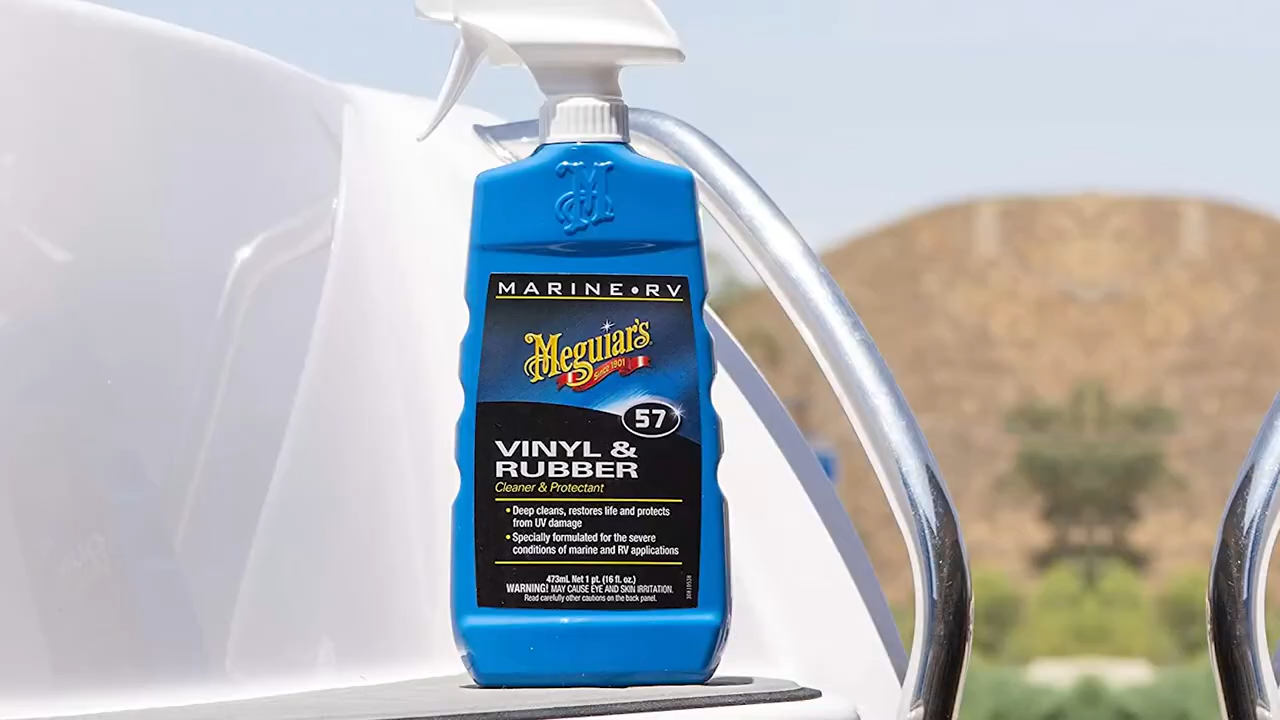 M
MARINE • RV
Meguiar's
Since 1901
57
VINYL &
RUBBER
Cleaner & Protectant
• Deep cleans, restores life and protects
from UV damage
• Specially formulated for the severe
conditions of marine and RV applications
473mL Net 1 pt. (16 fl. oz.)
WARNING! MAY CAUSE EYE AND SKIN IRRITATION.
Read carefully other cautions on the back panel.